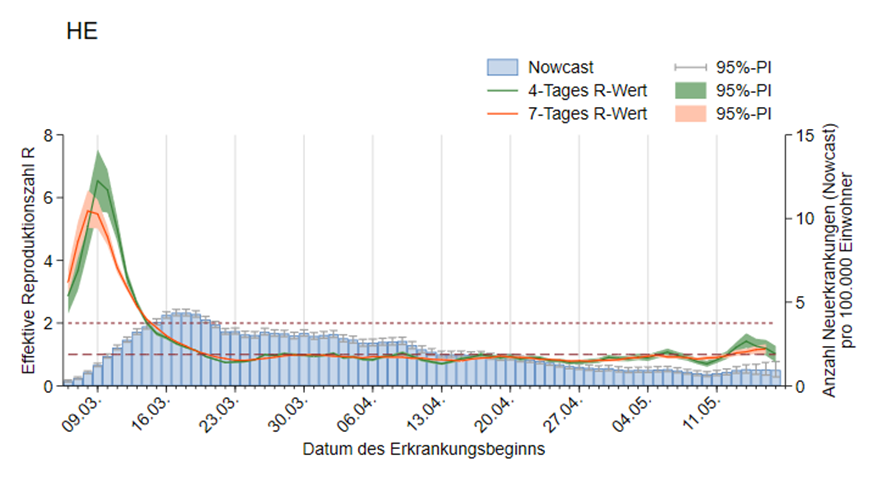 HE
Nowcast
95%-PI
4-Tages R-Wert
95%-PI
7-Tages R-Wert
95%-PI
Effektive Reproduktionszahl R
8
6
4
2
0
15
10
5
0
Anzahl Neuerkrankungen (Nowcast)
pro 100.000 Einwohner
09.03.
16.03.
23.03.
30.03.
06.04.
13.04.
20.04.
27.04.
04.05.
11.05.
Datum des Erkrankungsbeginns